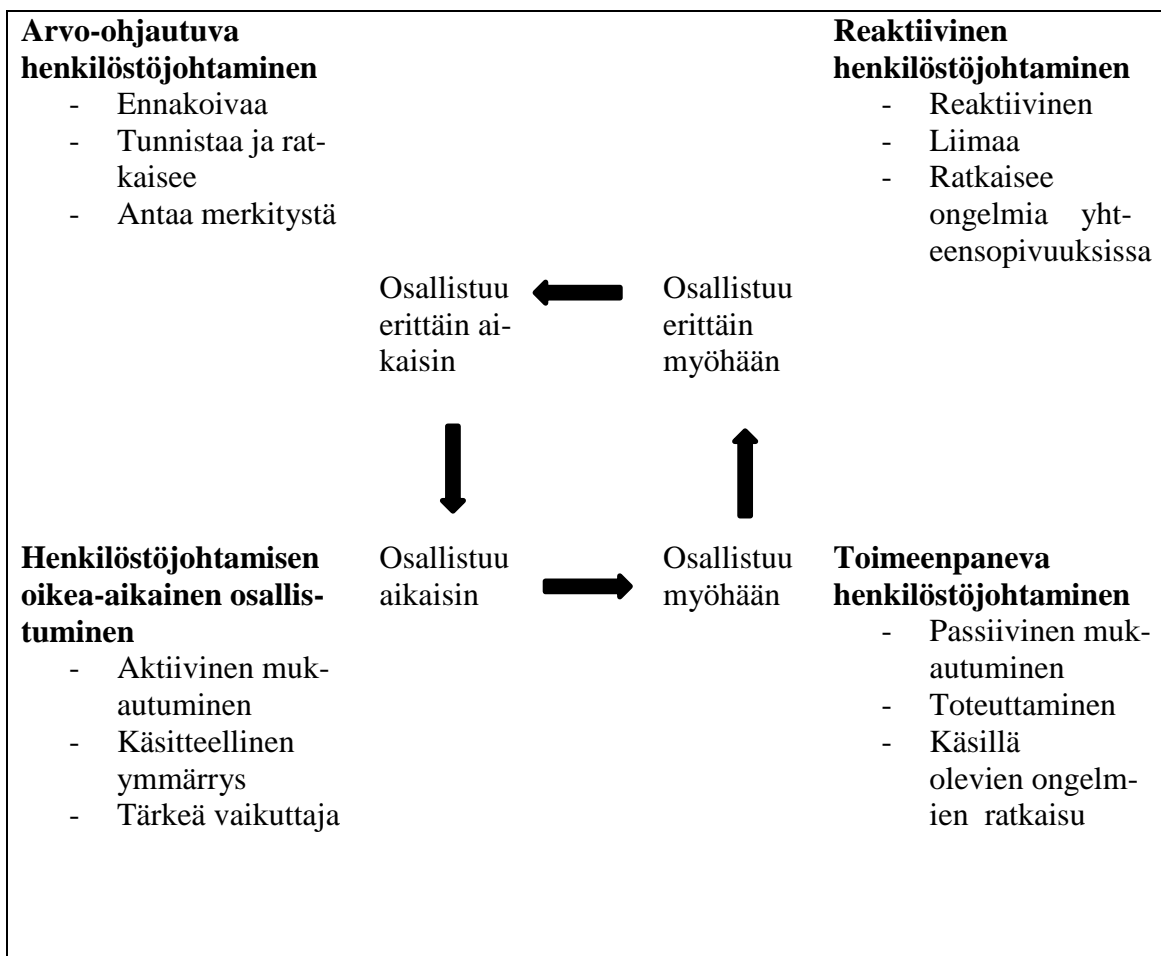 Arvo-ohjautuva
henkilöstöjohtaminen
- Ennakoivaa
- Tunnistaa ja rat-
kaisee
- Antaa merkitystä
Reaktiivinen
henkilöstöjohtaminen
- Reaktiivinen
- Liimaa
- Ratkaisee
ongelmia yht-
eensopivuuksissa
Osallistuu
erittäin ai-
kaisin
Osallistuu
erittäin
myöhään
Henkilöstöjohtamisen
oikea-aikainen osallis-
tuminen
- Aktiivinen muk-
autuminen
- Käsitteellinen
ymmärrys
- Tärkeä vaikuttaja
Osallistuu
aikaisin
Osallistuu
myöhään
Toimeenpaneva
henkilöstöjohtaminen
- Passiivinen muk-
autuminen
- Toteuttaminen
- Käsillä
olevien ongelm-
ien ratkaisu